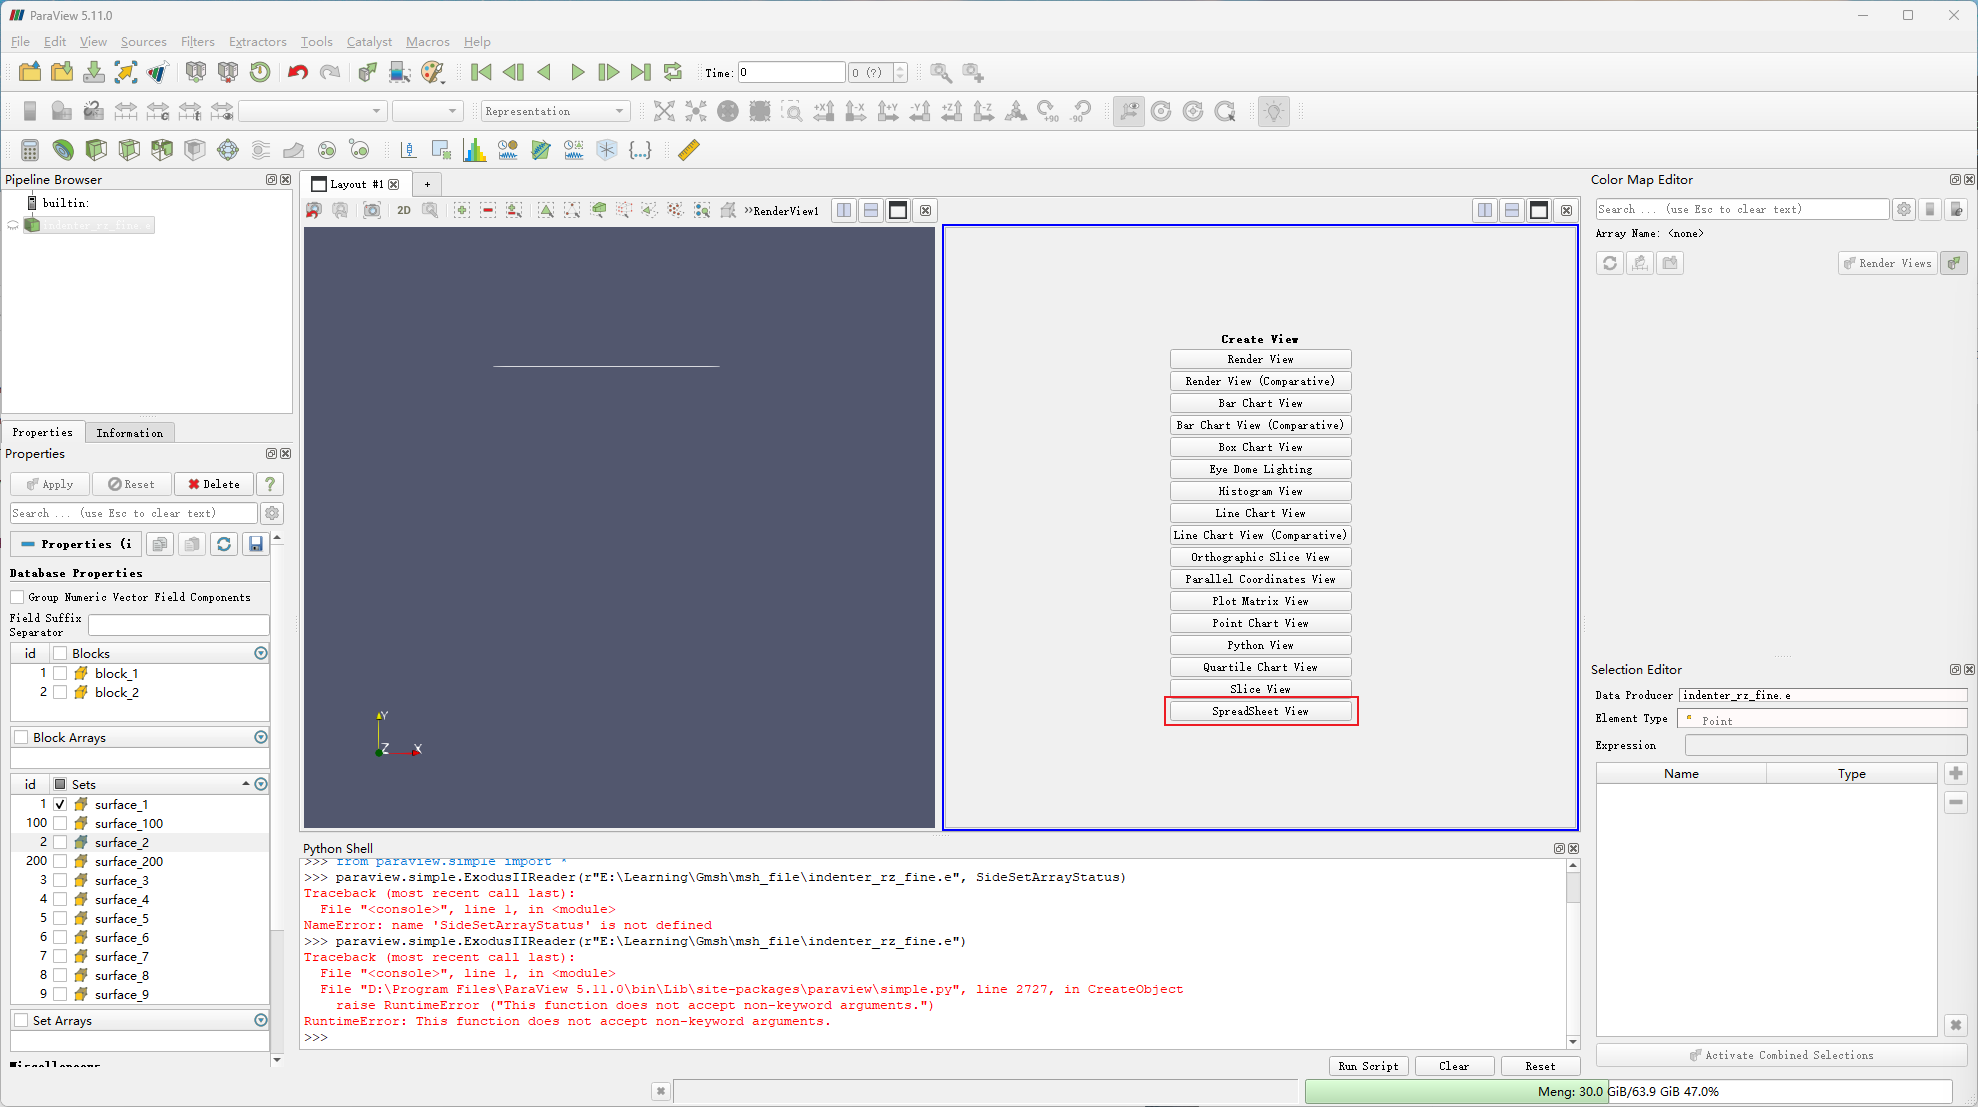 ParaView 5.11.0
File Edit View Sources Filters Extractors Tools Catalyst Macros Help
Time: 0 0 (?)
Representation
+X -X +Y -Y +Z -Z +90 -90
Pipeline Browser
builtin:
indenter_rz_fine.e
Properties Information
Properties
Apply Reset Delete ?
Search ... (use Esc to clear text)
Properties (i
Database Properties
Group Numeric Vector Field Components
Field Suffix
Separator
id Blocks
1 block_1
2 block_2
Block Arrays
id Sets
1 surface_1
100 surface_100
2 surface_2
200 surface_200
3 surface_3
4 surface_4
5 surface_5
6 surface_6
7 surface_7
8 surface_8
9 surface_9
Set Arrays
Miscellaneous
Layout #1 +
2D »RenderView1
Y
Z X
Create View
Render View
Render View (Comparative)
Bar Chart View
Bar Chart View (Comparative)
Box Chart View
Eye Dome Lighting
Histogram View
Line Chart View
Line Chart View (Comparative)
Orthographic Slice View
Parallel Coordinates View
Plot Matrix View
Point Chart View
Python View
Quartile Chart View
Slice View
SpreadSheet View
Python Shell
>>> from paraview.simple import *
>>> paraview.simple.ExodusIIReader(r"E:\Learning\Gmsh\msh_file\indenter_rz_fine.e", SideSetArrayStatus)
Traceback (most recent call last):
File "<console>", line 1, in <module>
NameError: name 'SideSetArrayStatus' is not defined
>>> paraview.simple.ExodusIIReader(r"E:\Learning\Gmsh\msh_file\indenter_rz_fine.e")
Traceback (most recent call last):
File "<console>", line 1, in <module>
File "D:\Program Files\ParaView 5.11.0\bin\Lib\site-packages\paraview\simple.py", line 2727, in CreateObject
raise RuntimeError ("This function does not accept non-keyword arguments.")
RuntimeError: This function does not accept non-keyword arguments.
>>>
Run Script Clear Reset
Color Map Editor
Search ... (use Esc to clear text)
Array Name: <none>
Render Views
Selection Editor
Data Producer indenter_rz_fine.e
Element Type Point
Expression
Name Type
Activate Combined Selections
Meng: 30.0 GiB/63.9 GiB 47.0%